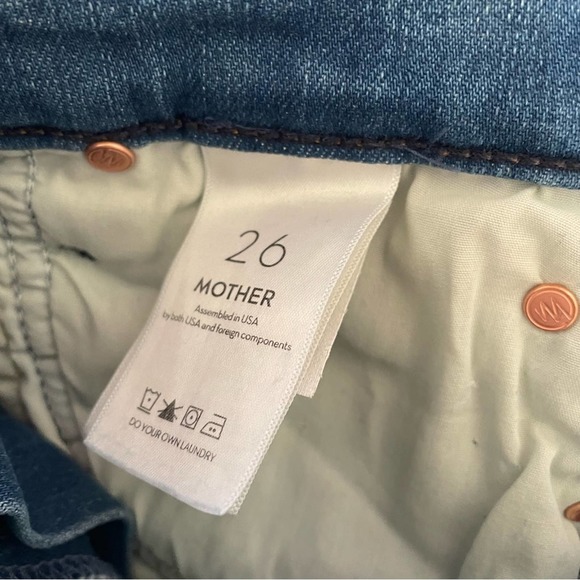 26
MOTHER
Assembled in USA
by both USA and foreign components
DO YOUR OWN LAUNDRY